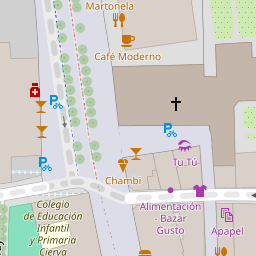 Martonela
Café Moderno
Tu Tú
Chambi
Colegio
de Educación
Infantil
y Primaria
Cierva
Alimentación -
Bazar
Gusto
Apapel